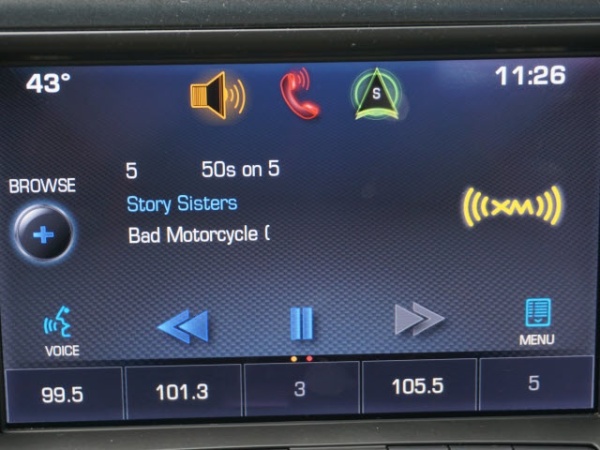 43° 11:26
S
5 50s on 5
BROWSE
Story Sisters
Bad Motorcycle (
((XM))
VOICE MENU
99.5 101.3 3 105.5 5